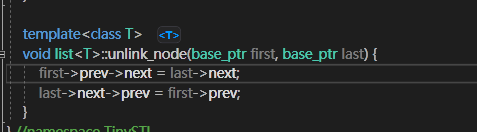 template<class T> <T>
void list<T>::unlink_node(base_ptr first, base_ptr last) {
first->prev->next = last->next;
last->next->prev = first->prev;
}
} //namespace TinySTL